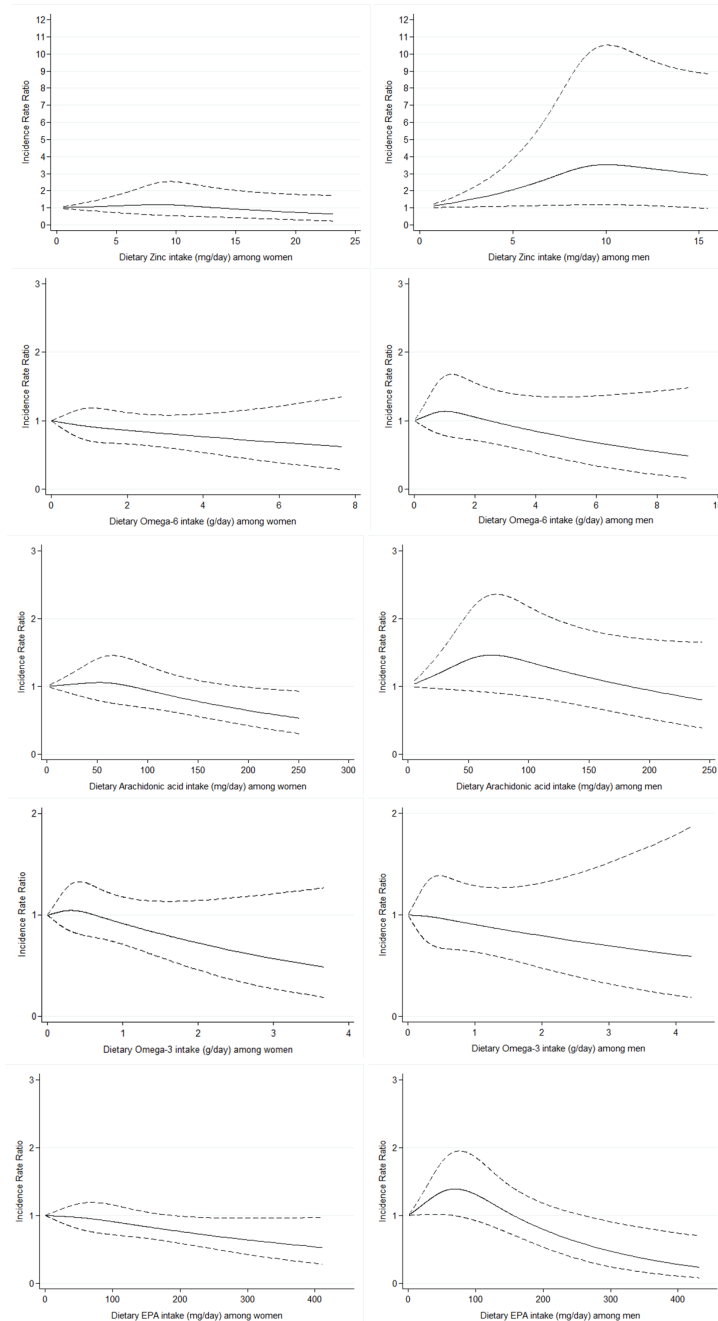 12
11
10
9
8
7
6
5
4
3
2
1
0
Incidence Rate Ratio
0 5 10 15 20 25
Dietary Zinc intake (mg/day) among women
12
11
10
9
8
7
6
5
4
3
2
1
0
Incidence Rate Ratio
0 5 10 15
Dietary Zinc intake (mg/day) among men
3
2
1
0
Incidence Rate Ratio
0 2 4 6 8
Dietary Omega-6 intake (g/day) among women
3
2
1
0
Incidence Rate Ratio
0 2 4 6 8 10
Dietary Omega-6 intake (g/day) among men
3
2
1
0
Incidence Rate Ratio
0 50 100 150 200 250 300
Dietary Arachidonic acid intake (mg/day) among women
3
2
1
0
Incidence Rate Ratio
0 50 100 150 200 250
Dietary Arachidonic acid intake (mg/day) among men
2
1
0
Incidence Rate Ratio
0 1 2 3 4
Dietary Omega-3 intake (g/day) among women
2
1
0
Incidence Rate Ratio
0 1 2 3 4
Dietary Omega-3 intake (g/day) among men
3
2
1
0
Incidence Rate Ratio
0 100 200 300 400
Dietary EPA intake (mg/day) among women
3
2
1
0
Incidence Rate Ratio
0 100 200 300 400
Dietary EPA intake (mg/day) among men